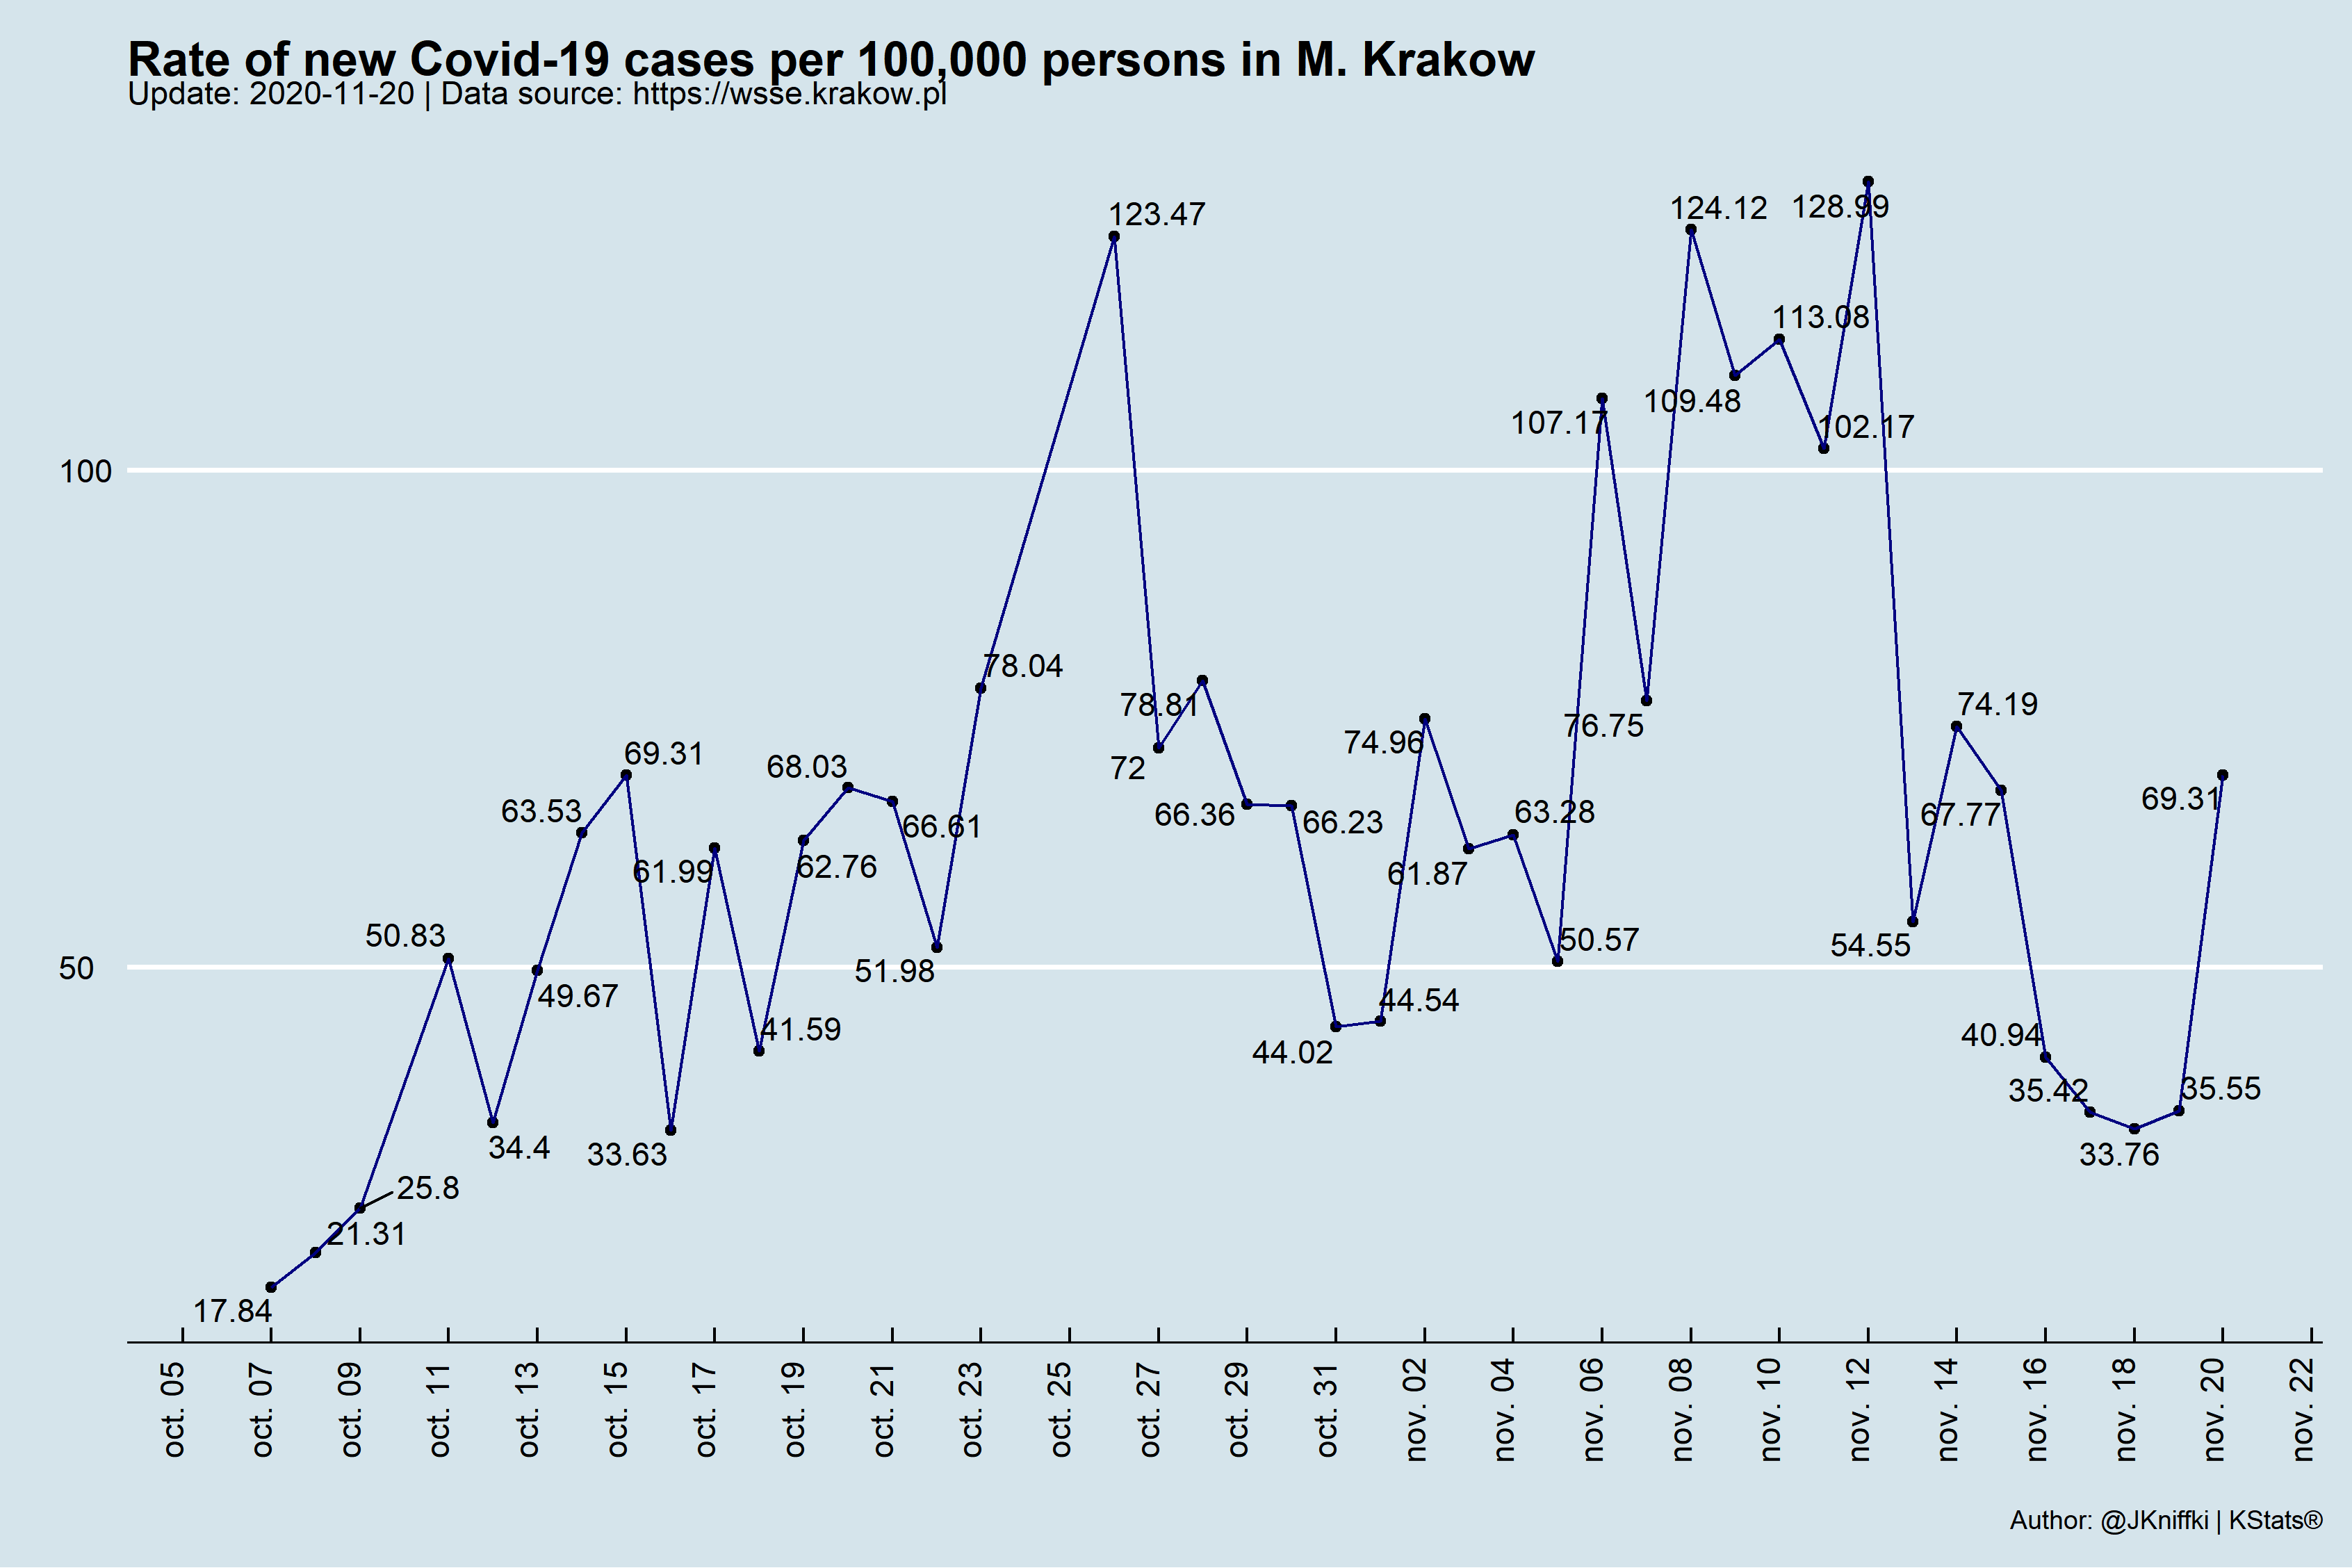 Rate of new Covid-19 cases per 100,000 persons in M. Krakow
Update: 2020-11-20 | Data source: https://wsse.krakow.pl
100
50
17.84
21.31
25.8
50.83
34.4
49.67
63.53
69.31
33.63
61.99
41.59
62.76
68.03
66.61
51.98
78.04
123.47
72
78.81
66.36
66.23
44.02
44.54
74.96
61.87
63.28
50.57
107.17
76.75
124.12
109.48
113.08
102.17
128.99
54.55
74.19
67.77
40.94
35.42
33.76
35.55
69.31
oct. 05
oct. 07
oct. 09
oct. 11
oct. 13
oct. 15
oct. 17
oct. 19
oct. 21
oct. 23
oct. 25
oct. 27
oct. 29
oct. 31
nov. 02
nov. 04
nov. 06
nov. 08
nov. 10
nov. 12
nov. 14
nov. 16
nov. 18
nov. 20
nov. 22
Author: @JKniffki | KStats®